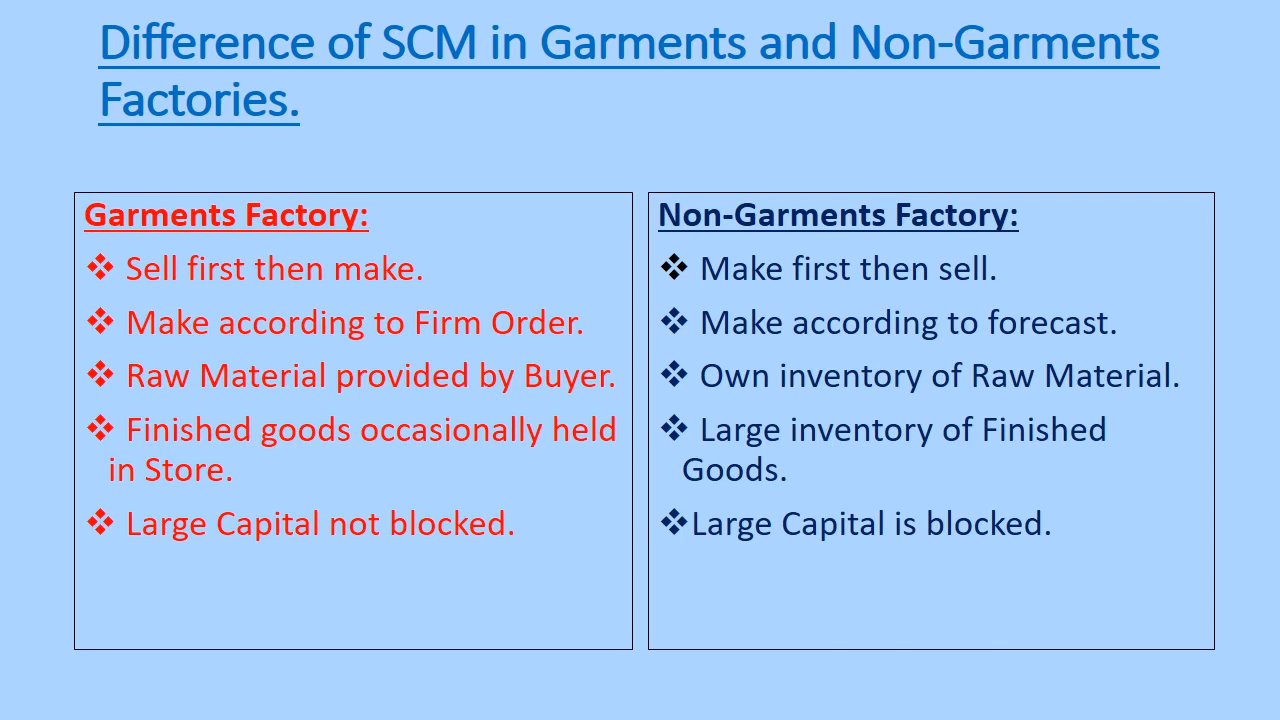 Difference of SCM in Garments and Non-Garments
Factories.
Garments Factory:
❖ Sell first then make.
❖ Make according to Firm Order.
❖ Raw Material provided by Buyer.
❖ Finished goods occasionally held
in Store.
❖ Large Capital not blocked.
Non-Garments Factory:
❖ Make first then sell.
❖ Make according to forecast.
❖ Own inventory of Raw Material.
❖ Large inventory of Finished
Goods.
❖Large Capital is blocked.